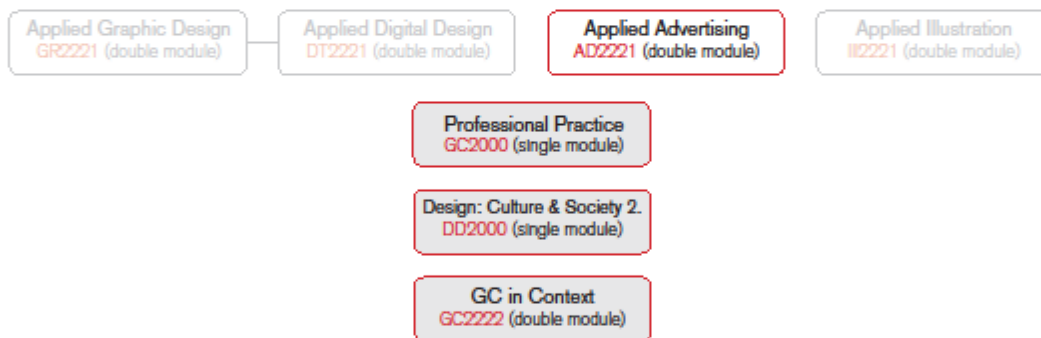 Applied Graphic Design
GR2221 (double module)
Applied Digital Design
DT2221 (double module)
Applied Advertising
AD2221 (double module)
Applied Illustration
Ill2221 (double module)
Professional Practice
GC2000 (single module)
Design: Culture & Society 2.
DD2000 (single module)
GC in Context
GC2222 (double module)